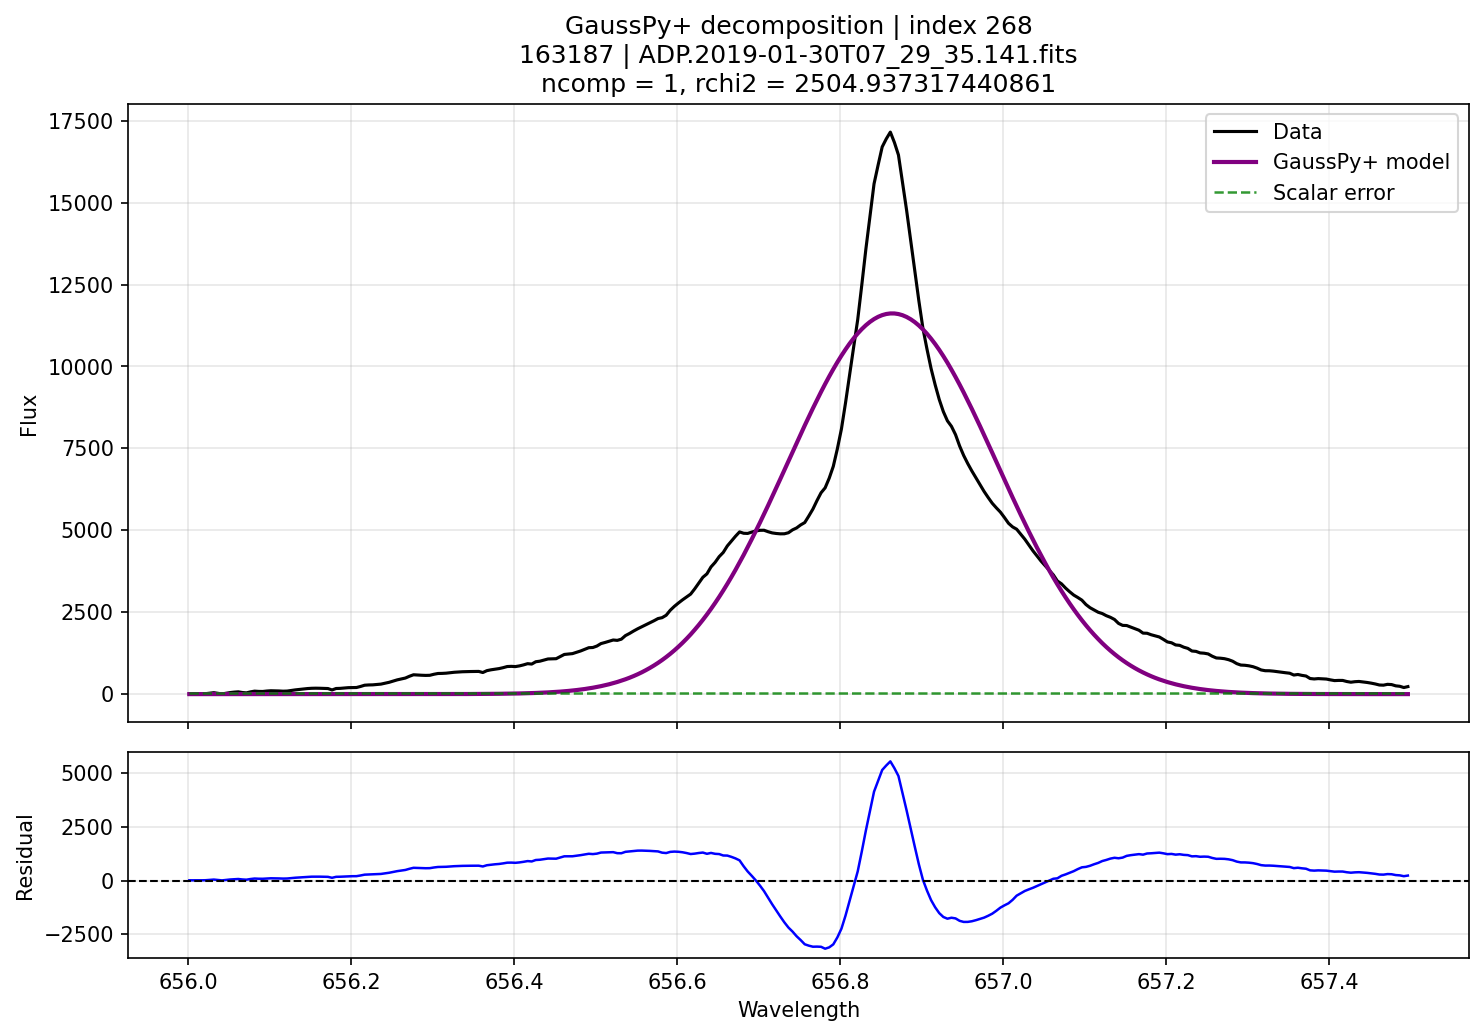 GaussPy+ decomposition | index 268
163187 | ADP.2019-01-30T07_29_35.141.fits
ncomp = 1, rchi2 = 2504.937317440861
Data
GaussPy+ model
Scalar error
17500
15000
12500
10000
7500
5000
2500
0
Flux
5000
2500
0
−2500
Residual
656.0
656.2
656.4
656.6
656.8
657.0
657.2
657.4
Wavelength